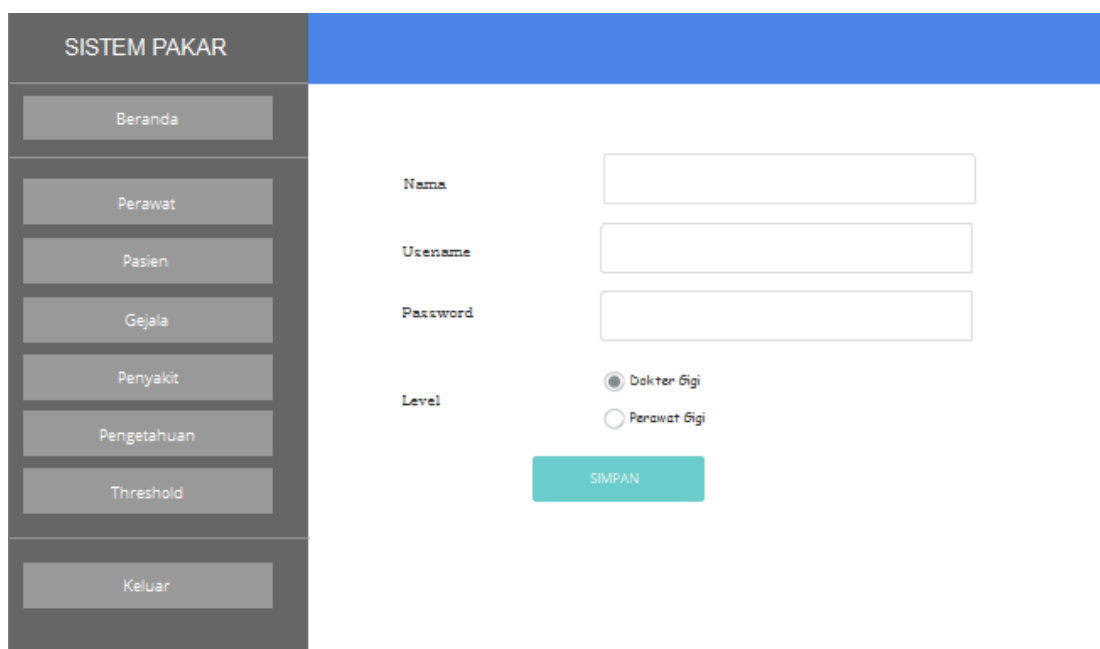 SISTEM PAKAR
Beranda
Perawat
Pasien
Gejala
Penyakit
Pengetahuan
Threshold
Keluar
Nama
Usename
Password
Level
Dokter Gigi
Perawat Gigi
SIMPAN